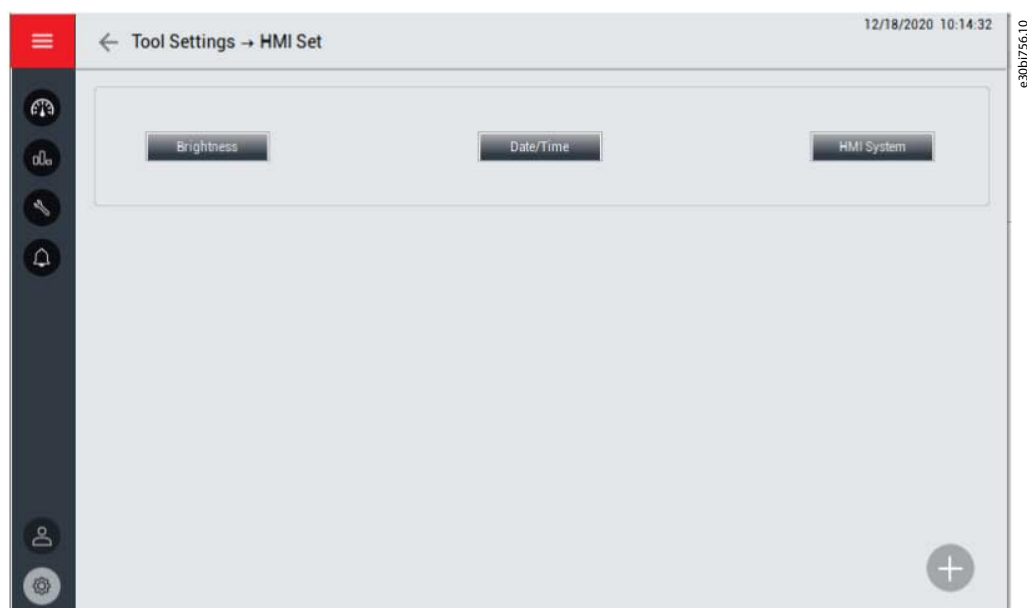 12/18/2020 10:14:32
← Tool Settings → HMI Set
Brightness
Date/Time
HMI System
e30bi756.10